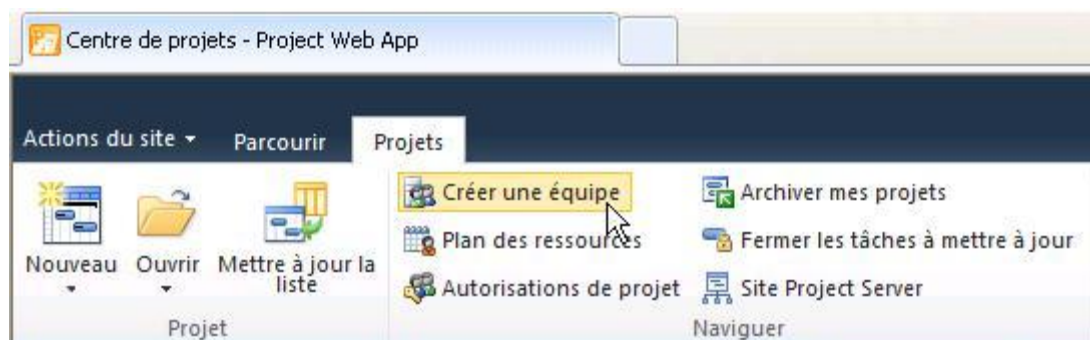 Centre de projets - Project Web App
Actions du site Parcourir Projets
Nouveau
Ouvrir
Mettre à jour la
liste
Projet
Créer une équipe
Plan des ressources
Autorisations de projet
Archiver mes projets
Fermer les tâches à mettre à jour
Site Project Server
Naviguer